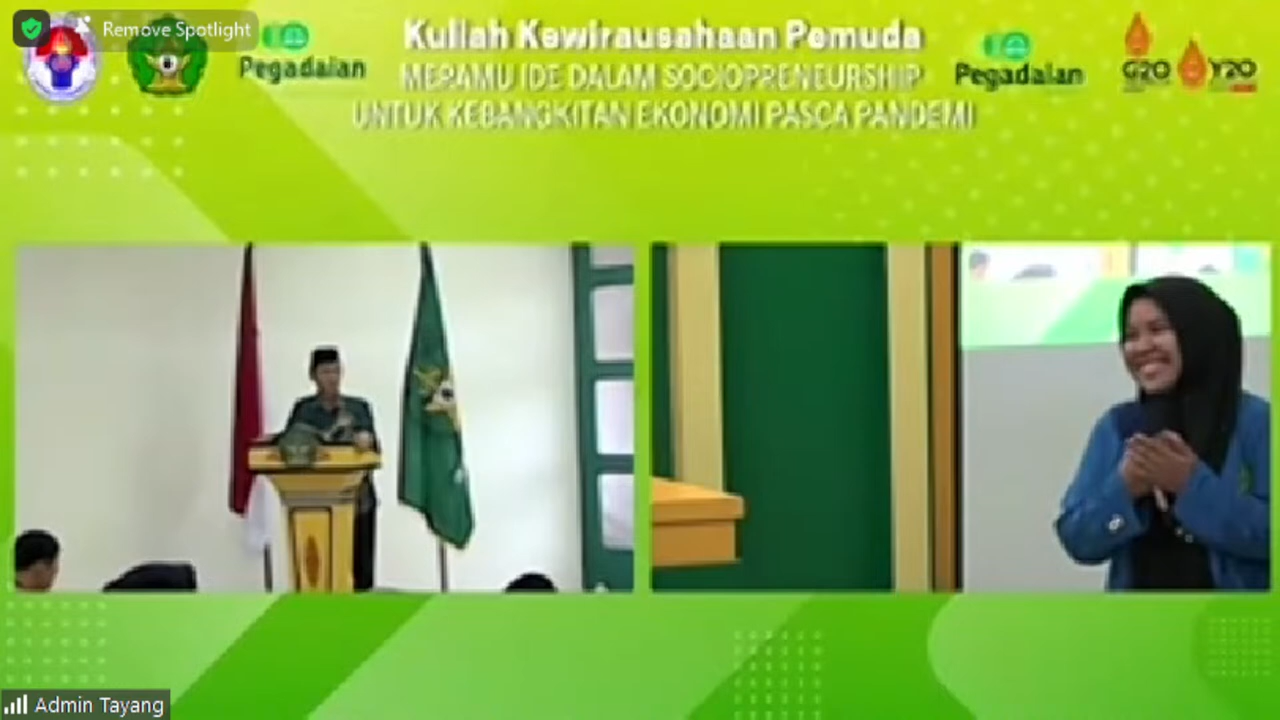 Remove Spotlight
Pegadaian
Kuliah Kewirausahaan Pemuda
MERAMU IDE DALAM SOCIOPRENEURSHIP
UNTUK KEBANGKITAN EKONOMI PASCA PANDEMI
Pegadaian
G20
Y20
Admin Tayang